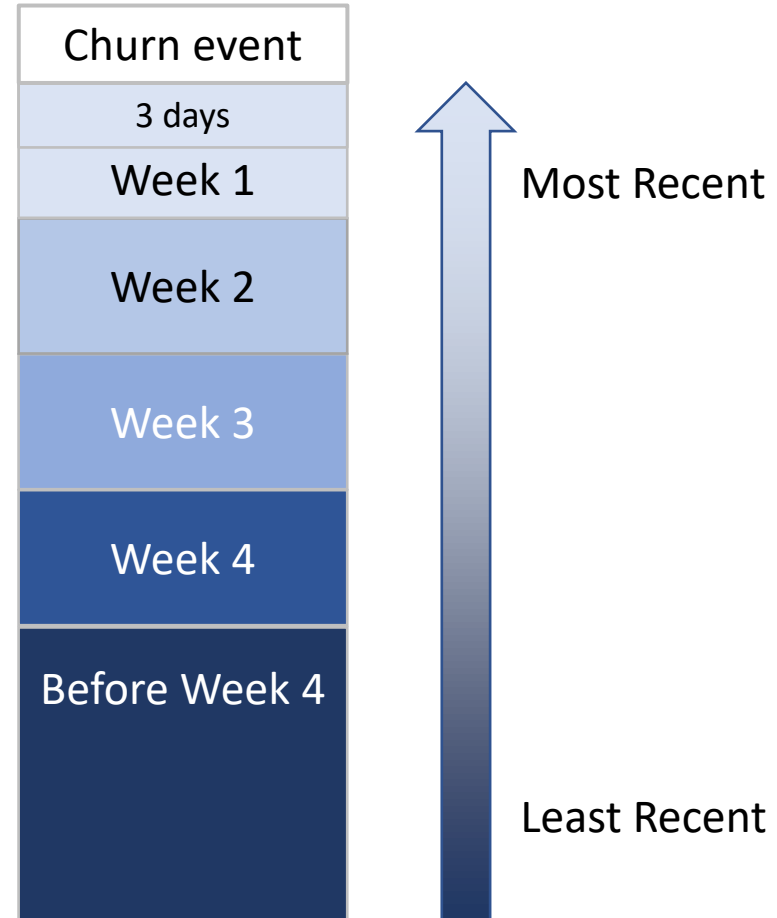 Churn event
3 days
Week 1
Most Recent
Week 2
Week 3
Week 4
Before Week 4
Least Recent